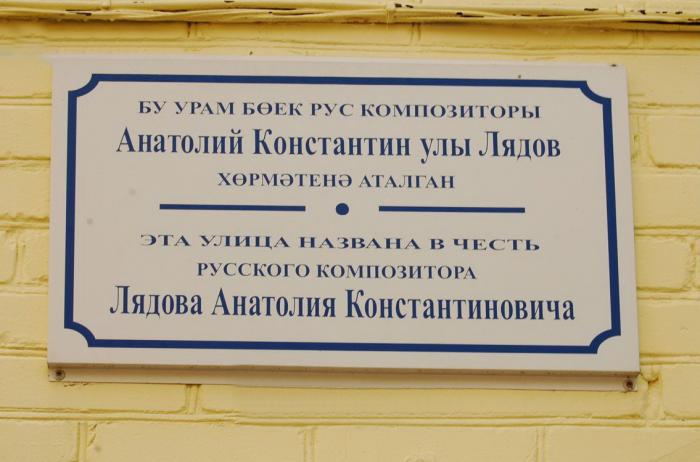 БУ УРАМ БӨЕК РУС КОМПОЗИТОРЫ
Анатолий Константин улы Лядов
ХӨРМӘТЕНӘ АТАЛГАН
ЭТА УЛИЦА НАЗВАНА В ЧЕСТЬ
РУССКОГО КОМПОЗИТОРА
Лядова Анатолия Константиновича